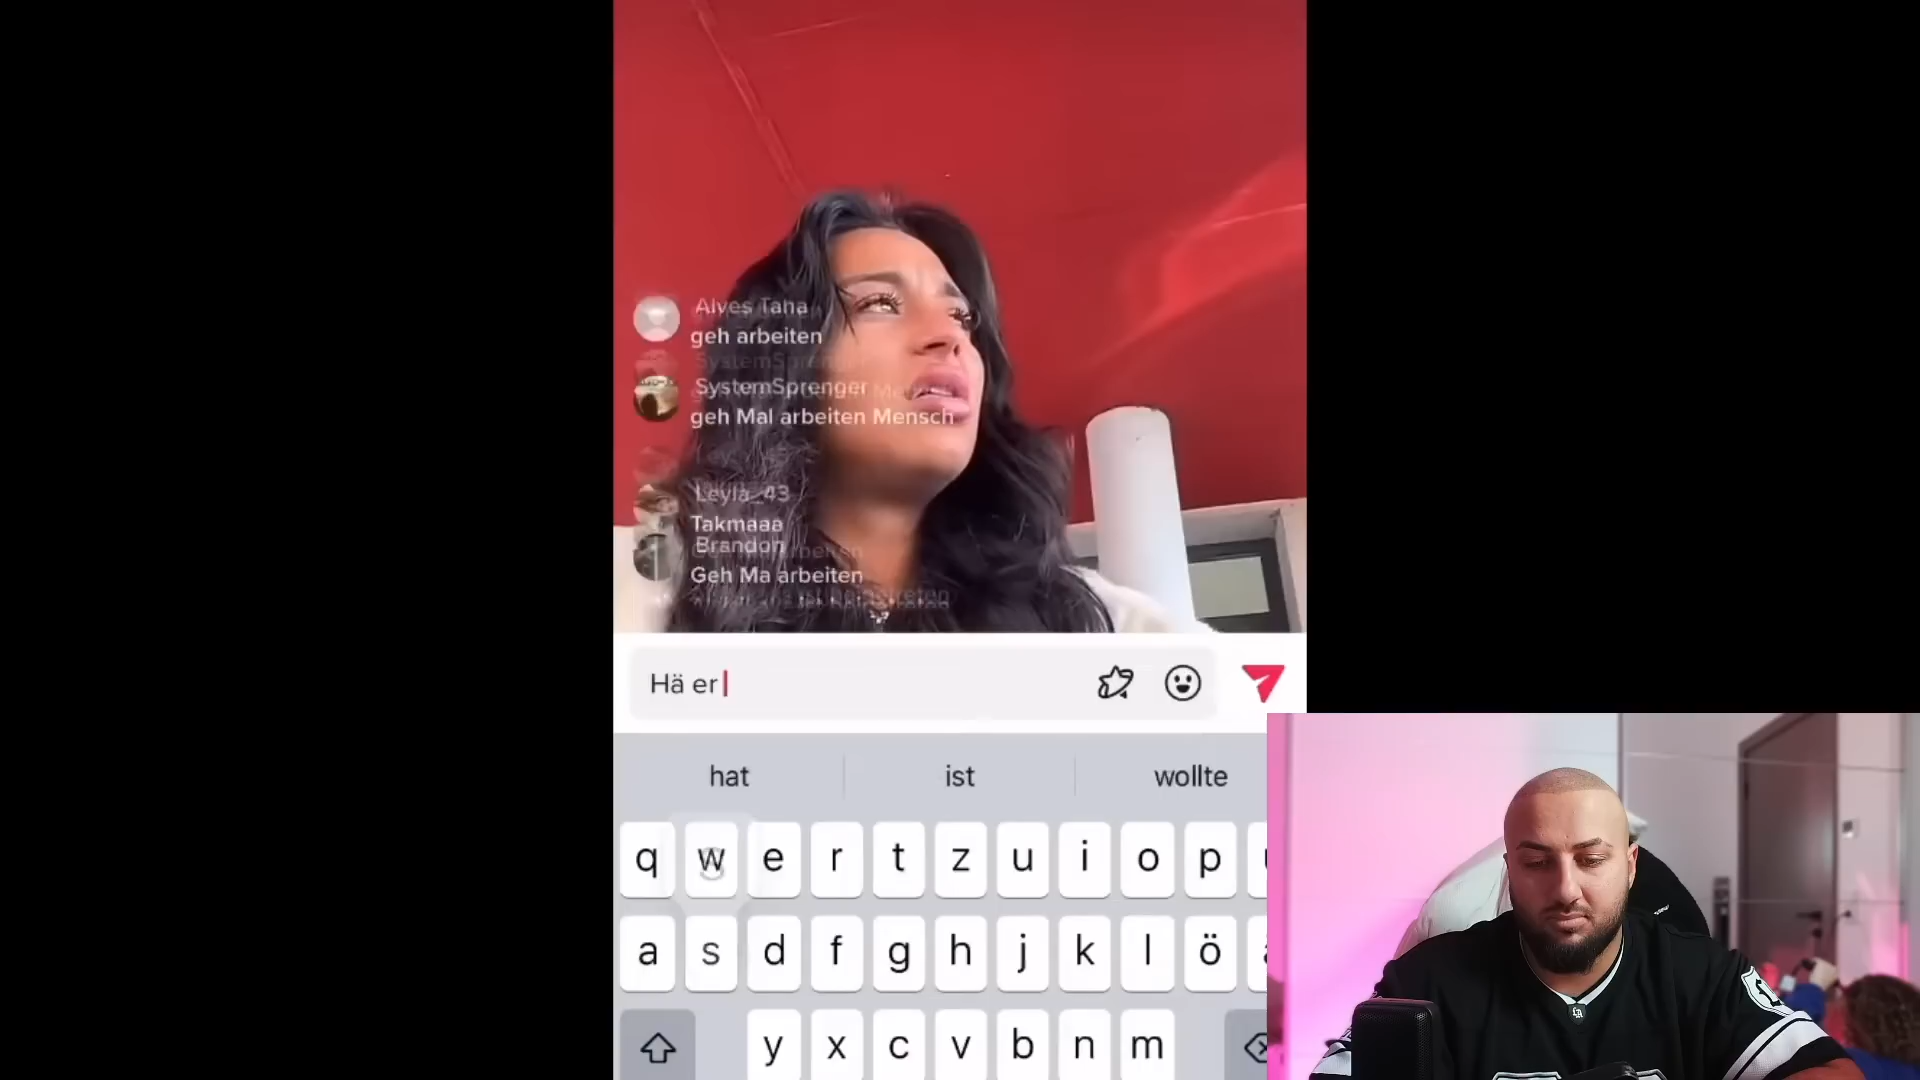 Alves Taha
geh arbeiten
SystemSprenger
geh Mal arbeiten Mensch
Leyla_43
Takmaaa
Brandon
Geh Ma arbeiten
Hä er
hat ist wollte
q w e r t z u i o p
a s d f g h j k l ö
y x c v b n m